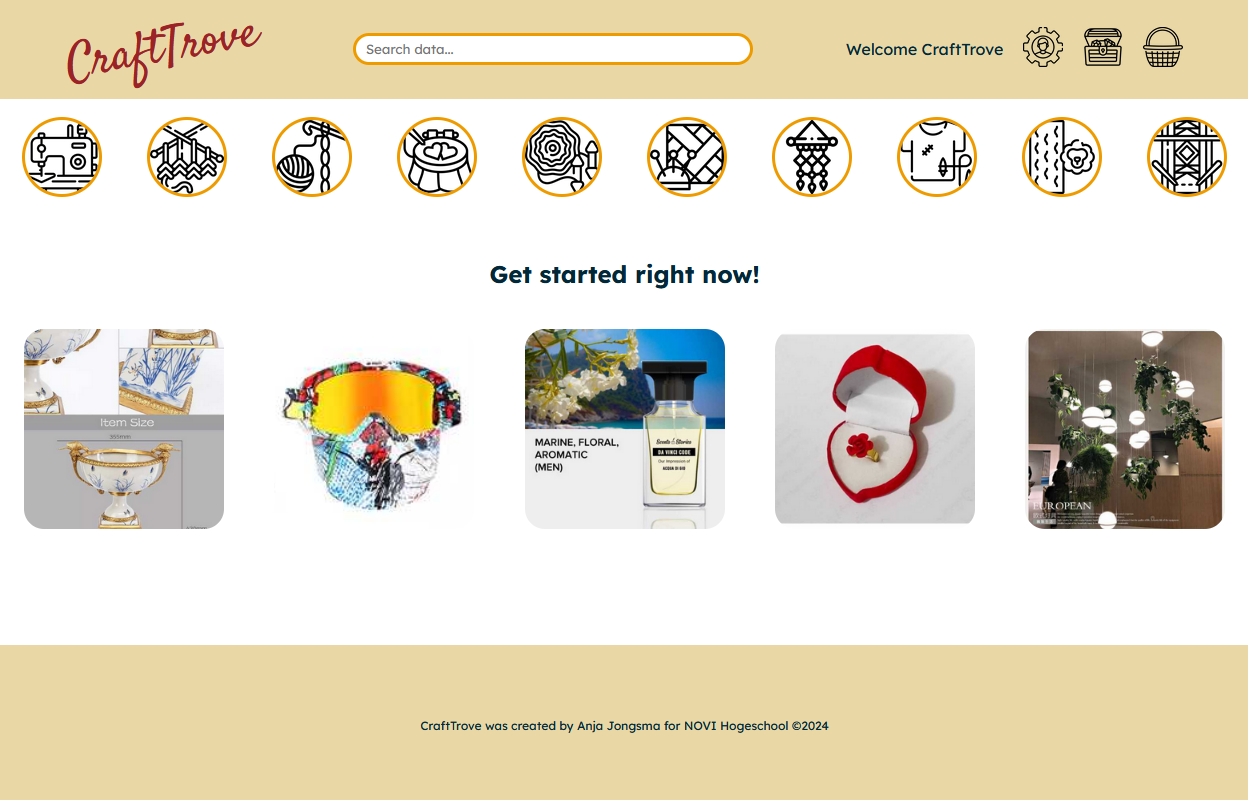 CraftTrove
Search data...
Welcome CraftTrove
Get started right now!
Item Size
355mm
MARINE, FLORAL,
AROMATIC
(MEN)
Scents & Stories
DA VINCI CODE
Our Impression of
ACQUA DI GIO
EUROPEAN
CraftTrove was created by Anja Jongsma for NOVI Hogeschool ©2024